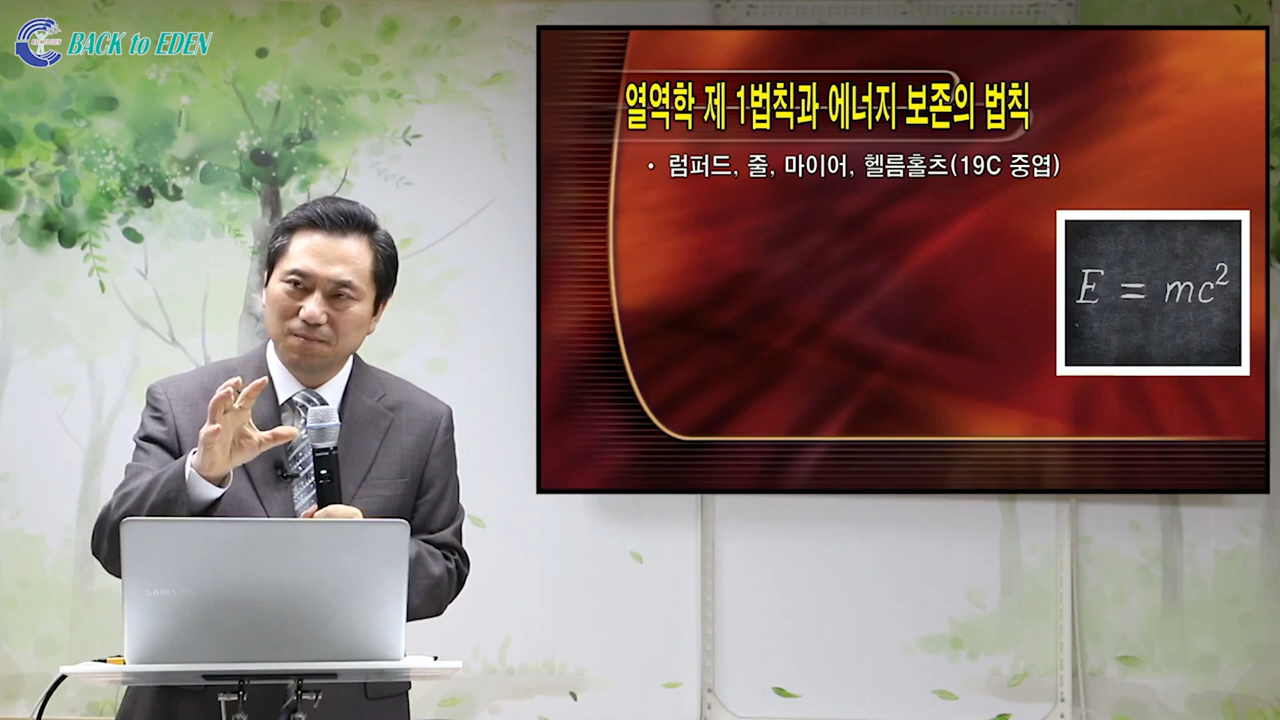 BACK to EDEN
열역학 제 1법칙과 에너지 보존의 법칙
• 럼퍼드, 줄, 마이어, 헬름홀츠(19C 중엽)
E = mc²
SAMSUNG